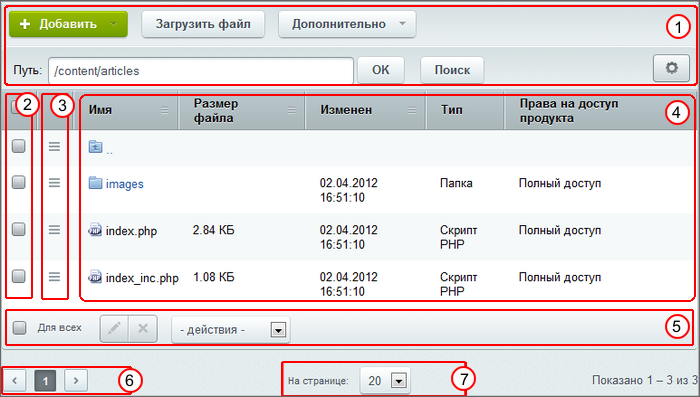 Добавить Загрузить файл Дополнительно 1
Путь: /content/articles OK Поиск
2 3 Имя Размер файла Изменен Тип Права на доступ продукта 4
..
images 02.04.2012 16:51:10 Папка Полный доступ
index.php 2.84 КБ 02.04.2012 16:51:10 Скрипт PHP Полный доступ
index_inc.php 1.08 КБ 02.04.2012 16:51:10 Скрипт PHP Полный доступ
Для всех - действия - 5
1 6 На странице: 20 7 Показано 1 – 3 из 3